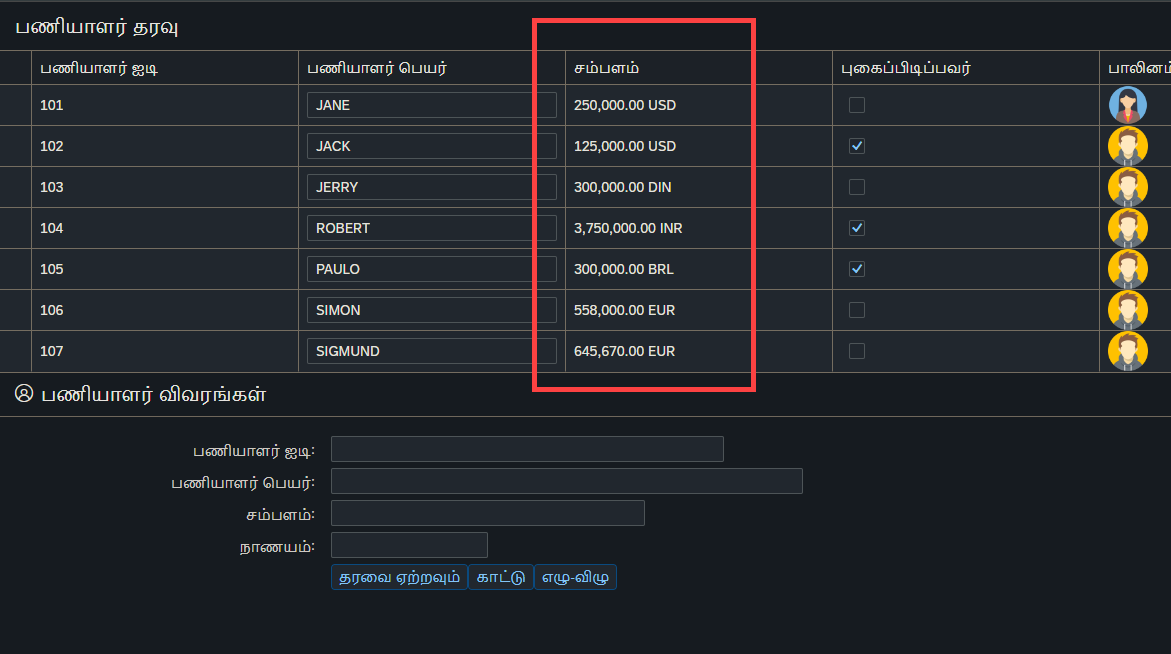 பணியாளர் தரவு
பணியாளர் ஐடி பணியாளர் பெயர் சம்பளம் புகைப்பிடிப்பவர்
101 JANE 250,000.00 USD
102 JACK 125,000.00 USD
103 JERRY 300,000.00 DIN
104 ROBERT 3,750,000.00 INR
105 PAULO 300,000.00 BRL
106 SIMON 558,000.00 EUR
107 SIGMUND 645,670.00 EUR
பணியாளர் விவரங்கள்
பணியாளர் ஐடி:
பணியாளர் பெயர்:
சம்பளம்:
நாணயம்:
தரவை ஏற்றவும் காட்டு எழு-விழு